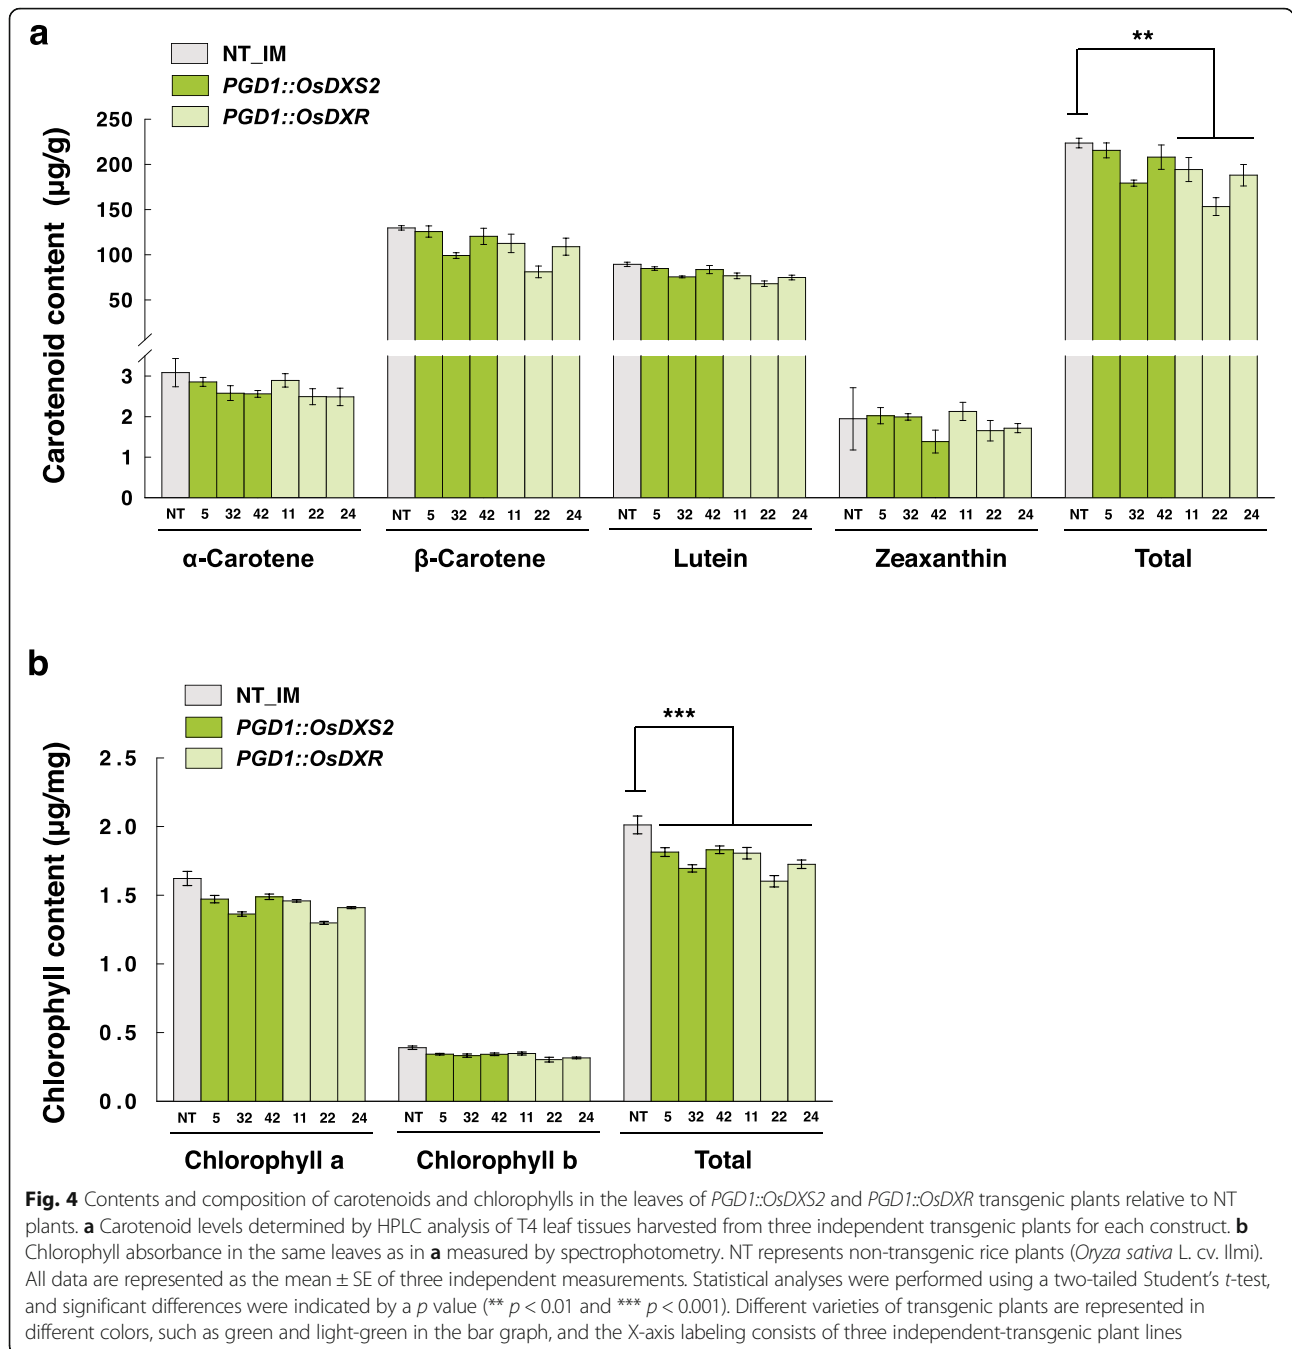 a
NT_IM
PGD1::OsDXS2
PGD1::OsDXR
**
Carotenoid content (µg/g)
250
200
150
100
50
3
2
1
0
NT 5 32 42 11 22 24 NT 5 32 42 11 22 24 NT 5 32 42 11 22 24 NT 5 32 42 11 22 24 NT 5 32 42 11 22 24
α-Carotene β-Carotene Lutein Zeaxanthin Total
b
NT_IM
PGD1::OsDXS2
PGD1::OsDXR
***
Chlorophyll content (µg/mg)
2.5
2.0
1.5
1.0
0.5
0.0
NT 5 32 42 11 22 24 NT 5 32 42 11 22 24 NT 5 32 42 11 22 24
Chlorophyll a Chlorophyll b Total
Fig. 4 Contents and composition of carotenoids and chlorophylls in the leaves of PGD1::OsDXS2 and PGD1::OsDXR transgenic plants relative to NT
plants. a Carotenoid levels determined by HPLC analysis of T4 leaf tissues harvested from three independent transgenic plants for each construct. b
Chlorophyll absorbance in the same leaves as in a measured by spectrophotometry. NT represents non-transgenic rice plants (Oryza sativa L. cv. Ilmi).
All data are represented as the mean ± SE of three independent measurements. Statistical analyses were performed using a two-tailed Student's t-test,
and significant differences were indicated by a p value (** p < 0.01 and *** p < 0.001). Different varieties of transgenic plants are represented in
different colors, such as green and light-green in the bar graph, and the X-axis labeling consists of three independent-transgenic plant lines